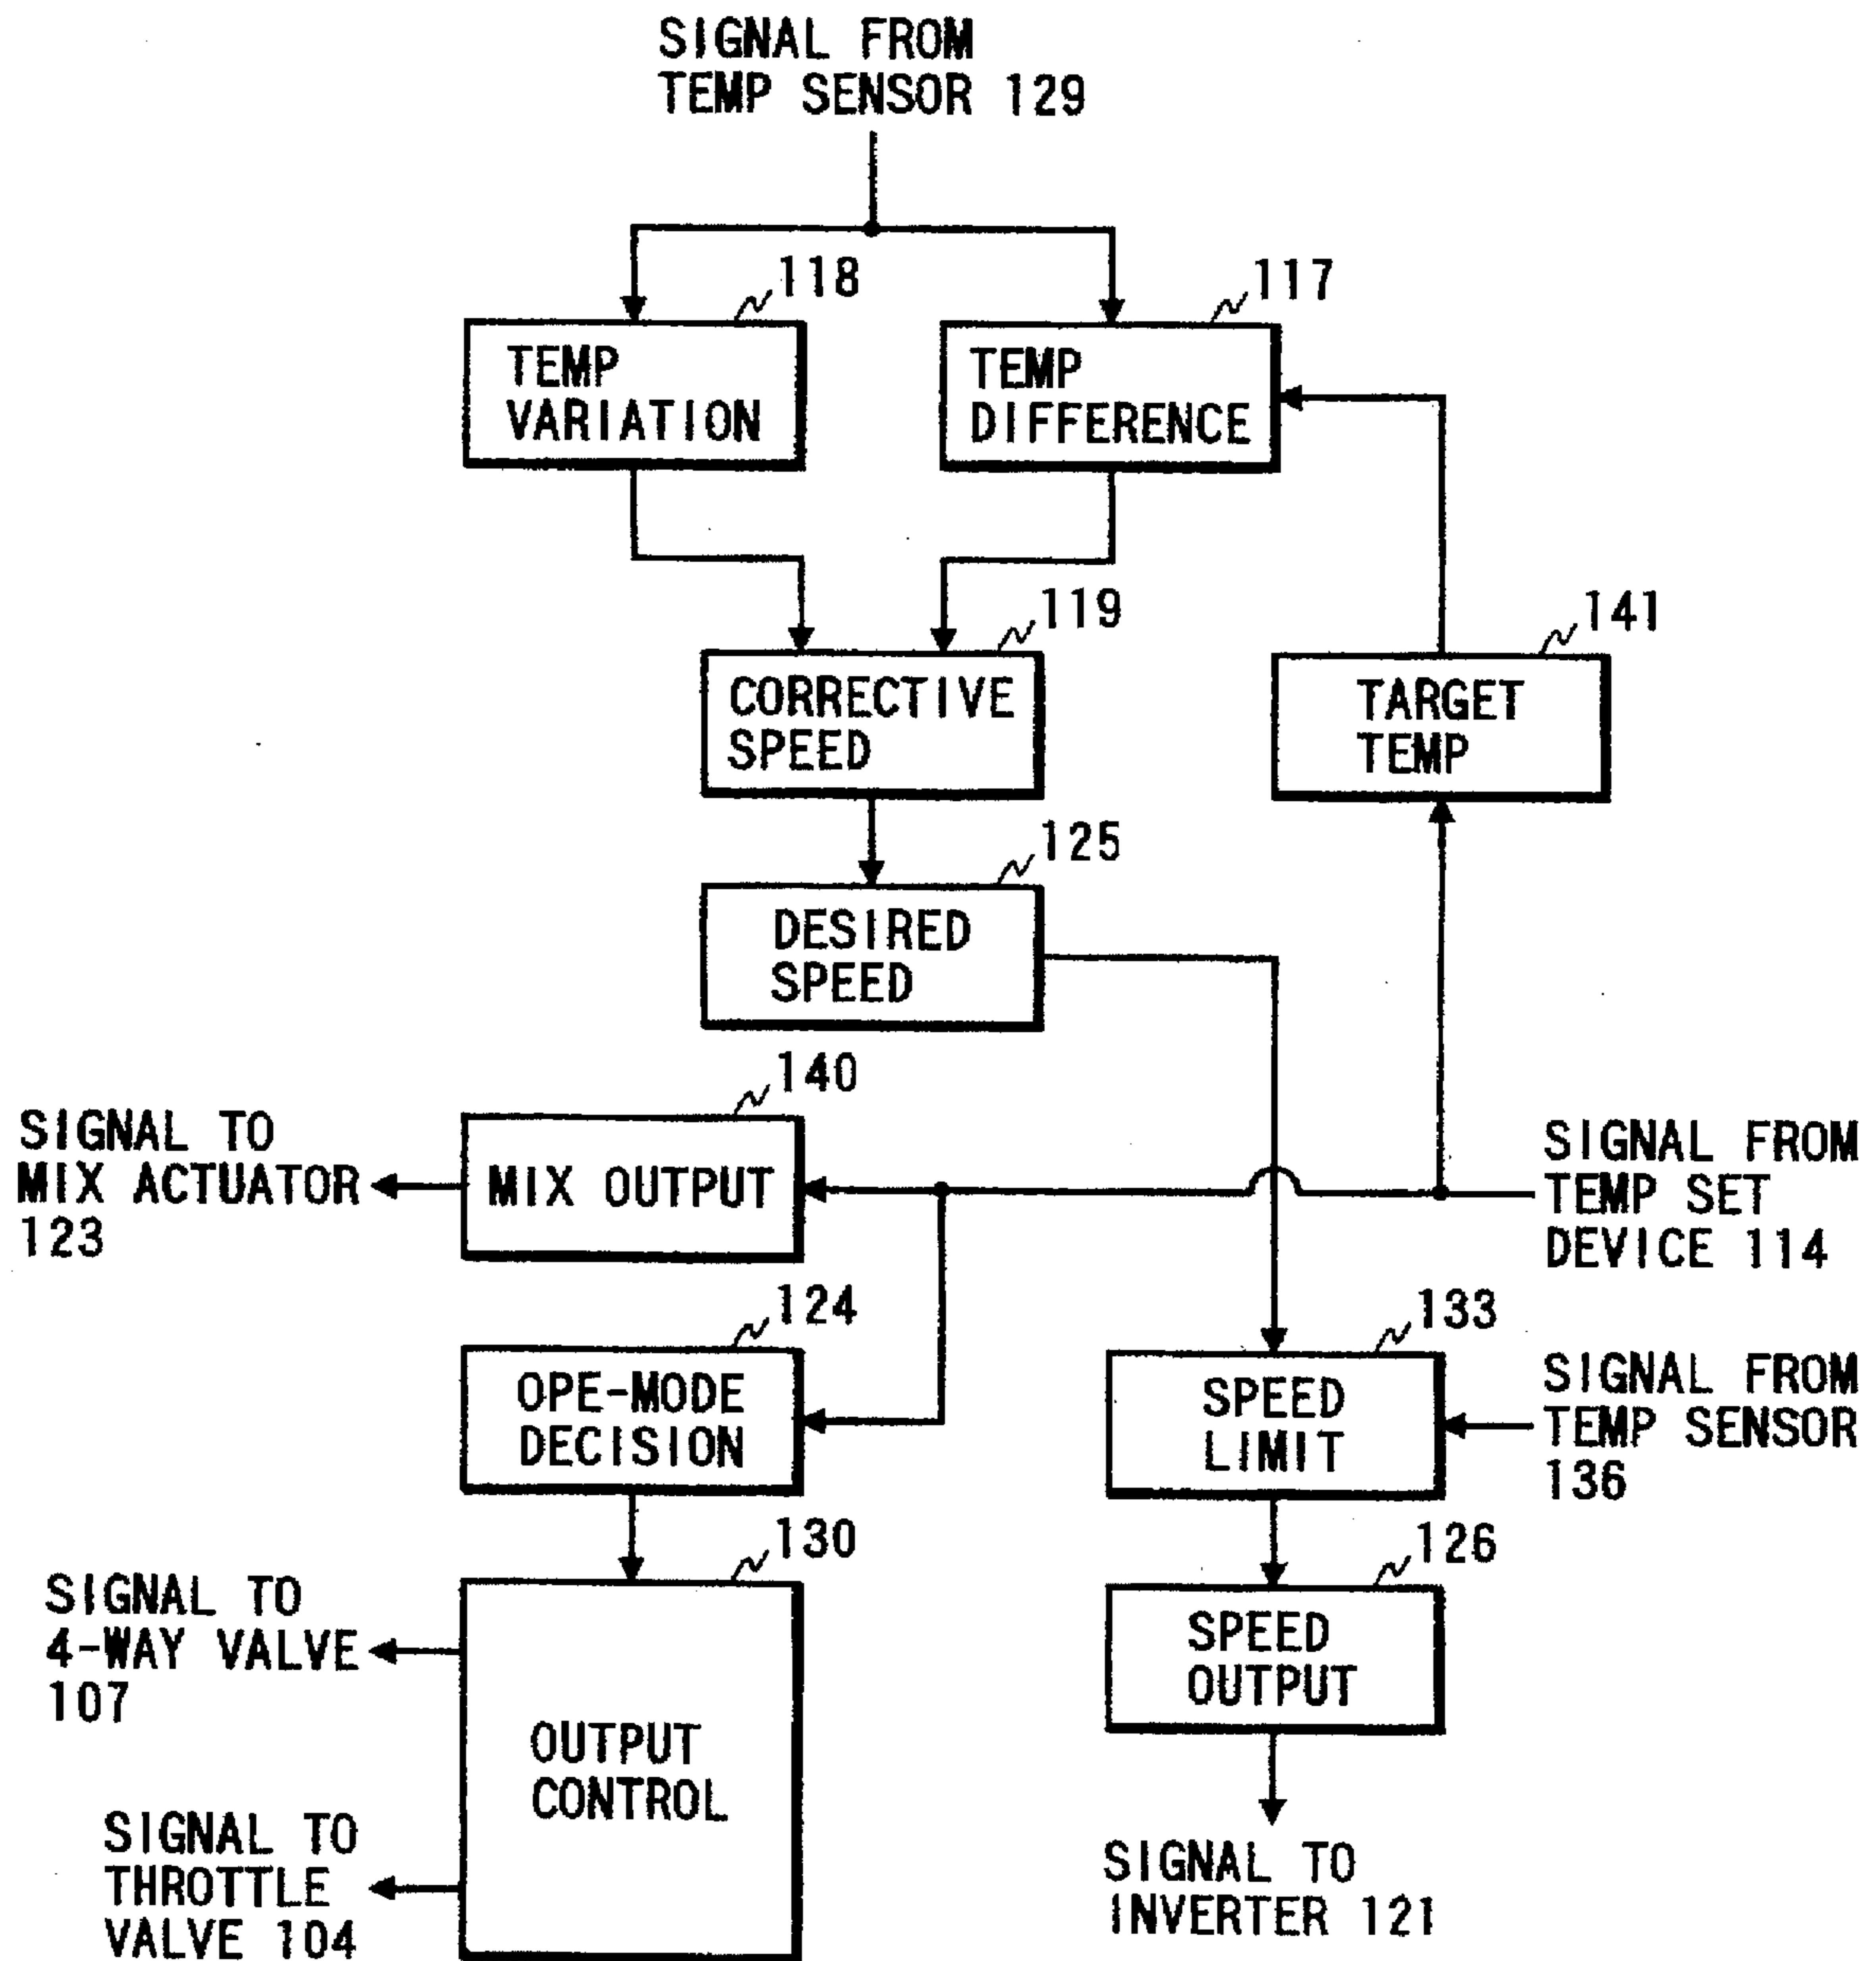 SIGNAL FROM
TEMP SENSOR 129
118
117
TEMP
VARIATION
TEMP
DIFFERENCE
119
141
CORRECTIVE
SPEED
TARGET
TEMP
125
DESIRED
SPEED
140
SIGNAL TO
MIX ACTUATOR
123
MIX OUTPUT
SIGNAL FROM
TEMP SET
DEVICE 114
124
133
OPE-MODE
DECISION
SPEED
LIMIT
SIGNAL FROM
TEMP SENSOR
136
130
126
SIGNAL TO
4-WAY VALVE
107
SPEED
OUTPUT
OUTPUT
CONTROL
SIGNAL TO
THROTTLE
VALVE 104
SIGNAL TO
INVERTER 121